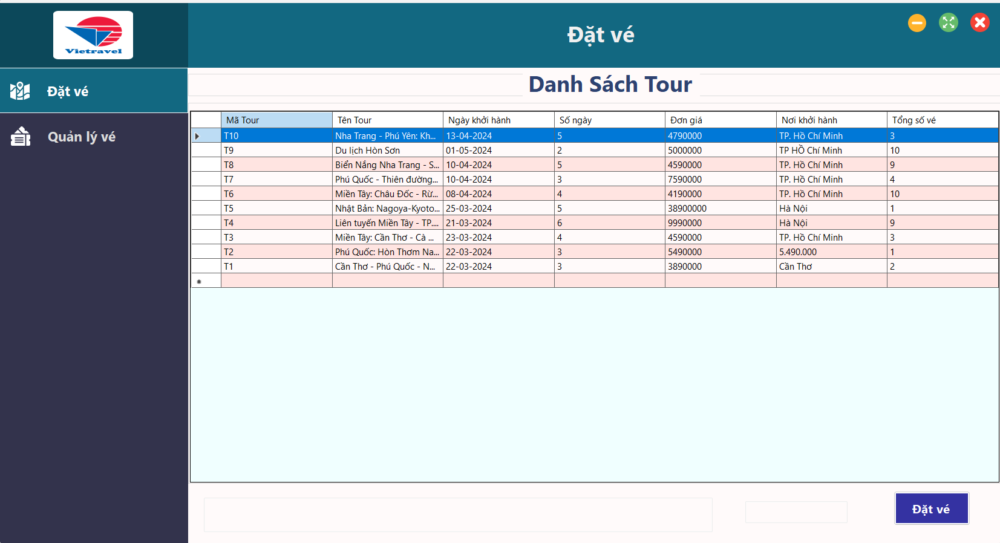 Vietravel
Đặt vé
Đặt vé
Quản lý vé
Danh Sách Tour
Mã Tour Tên Tour Ngày khởi hành Số ngày Đơn giá Nơi khởi hành Tổng số vé
T10 Nha Trang - Phú Yên: Kh... 13-04-2024 5 4790000 TP. Hồ Chí Minh 3
T9 Du lịch Hòn Sơn 01-05-2024 2 5000000 TP HỒ Chí Minh 10
T8 Biển Nắng Nha Trang - S... 10-04-2024 5 4590000 TP. Hồ Chí Minh 9
T7 Phú Quốc - Thiên đường... 10-04-2024 3 7590000 TP. Hồ Chí Minh 4
T6 Miền Tây: Châu Đốc - Rừ... 08-04-2024 4 4190000 TP. Hồ Chí Minh 10
T5 Nhật Bản: Nagoya-Kyoto... 25-03-2024 5 38900000 Hà Nội 1
T4 Liên tuyến Miền Tây - TP.... 21-03-2024 6 9990000 Hà Nội 9
T3 Miền Tây: Cần Thơ - Cà ... 23-03-2024 4 4590000 TP. Hồ Chí Minh 3
T2 Phú Quốc: Hòn Thơm Na... 22-03-2024 3 5490000 5.490.000 1
T1 Cần Thơ - Phú Quốc - N... 22-03-2024 3 3890000 Cần Thơ 2
Đặt vé